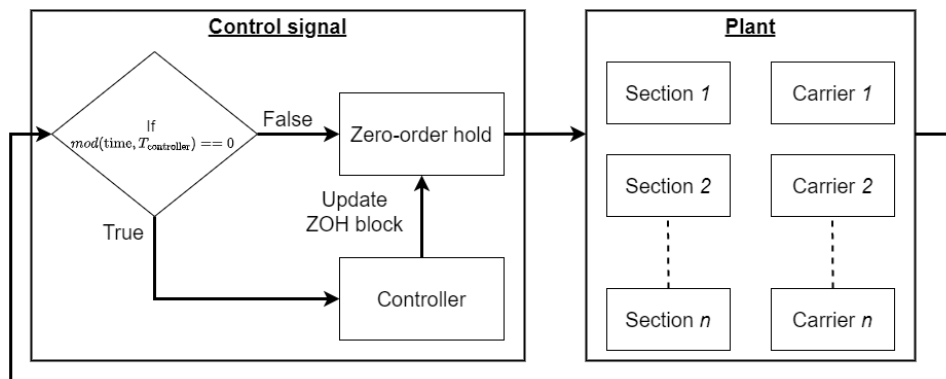 Control signal
If
mod(time, T_controller) == 0
False
True
Zero-order hold
Update
ZOH block
Controller
Plant
Section 1
Carrier 1
Section 2
Carrier 2
Section n
Carrier n